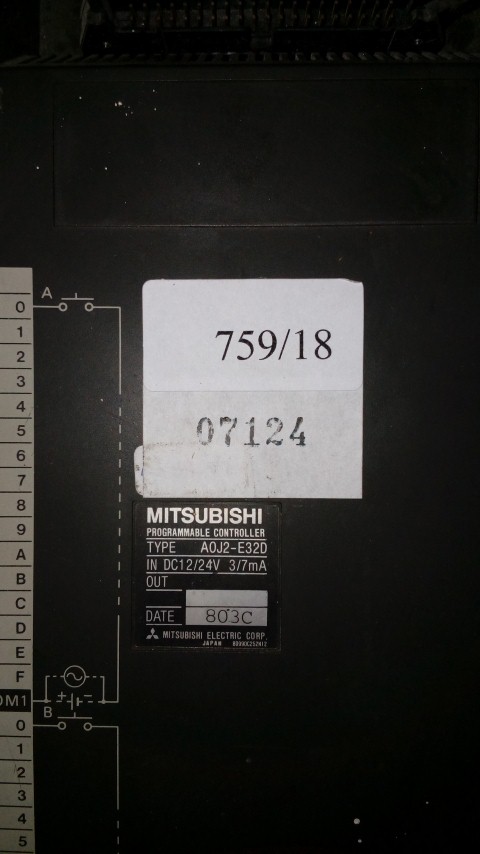 A
0
1
2
3
4
5
6
7
8
9
A
B
C
D
E
F
OM1
B
0
1
2
3
4
5
759/18
07124
MITSUBISHI
PROGRAMMABLE CONTROLLER
TYPE A0J2-E32D
IN DC12/24V 3/7mA
OUT
DATE 803C
MITSUBISHI ELECTRIC CORP.
JAPAN